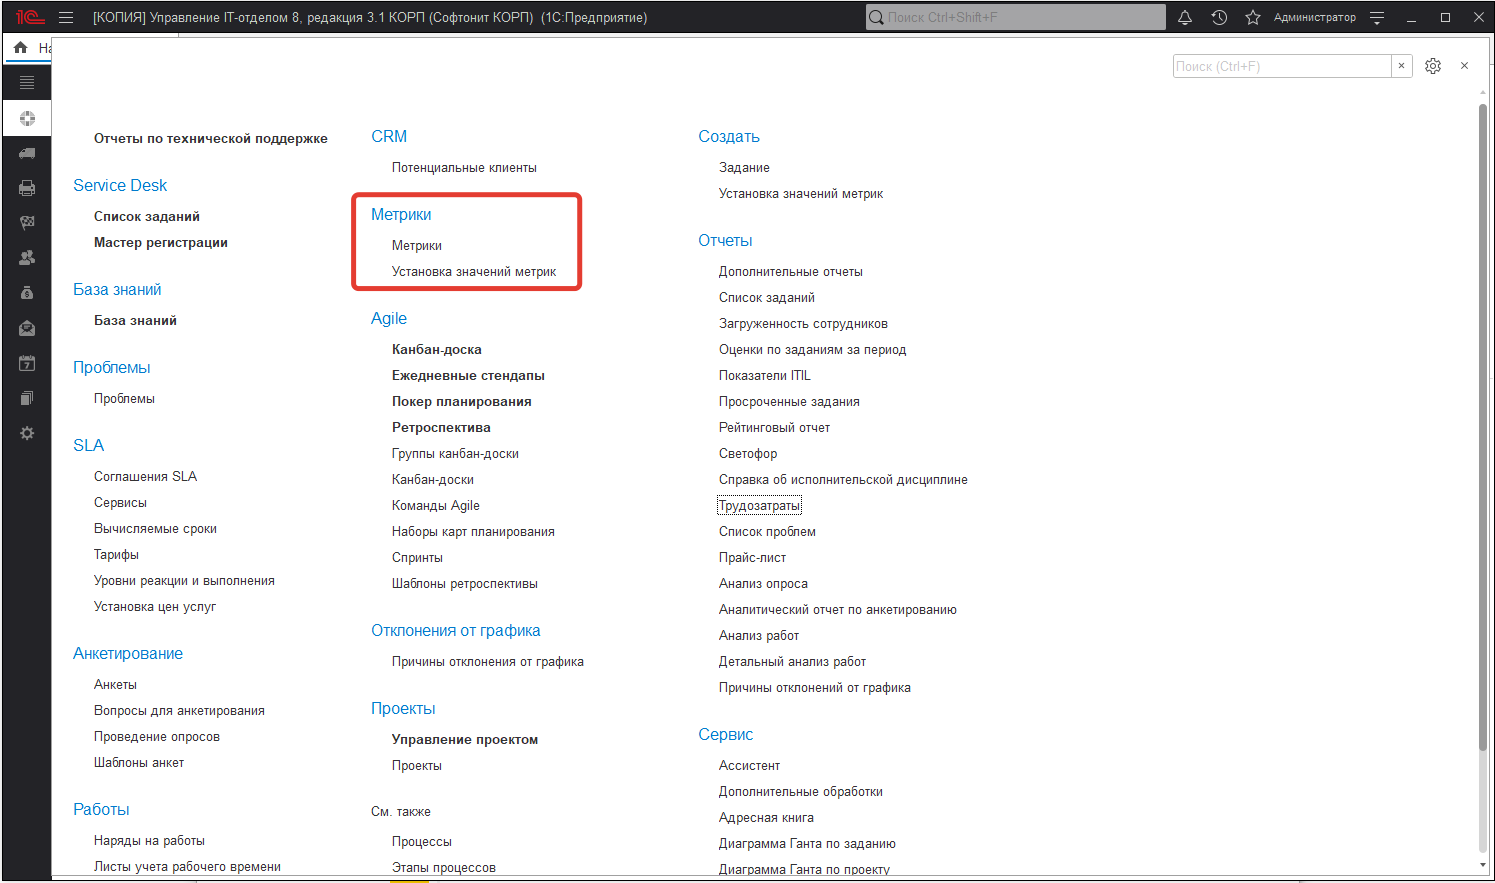 1С [КОПИЯ] Управление IT-отделом 8, редакция 3.1 КОРП (Софтонит КОРП) (1С:Предприятие)
Поиск Ctrl+Shift+F
Администратор
На
Поиск (Ctrl+F)
Отчеты по технической поддержке
Service Desk
Список заданий
Мастер регистрации
База знаний
База знаний
Проблемы
Проблемы
SLA
Соглашения SLA
Сервисы
Вычисляемые сроки
Тарифы
Уровни реакции и выполнения
Установка цен услуг
Анкетирование
Анкеты
Вопросы для анкетирования
Проведение опросов
Шаблоны анкет
Работы
Наряды на работы
Листы учета рабочего времени
CRM
Потенциальные клиенты
Метрики
Метрики
Установка значений метрик
Agile
Канбан-доска
Ежедневные стендапы
Покер планирования
Ретроспектива
Группы канбан-доски
Канбан-доски
Команды Agile
Наборы карт планирования
Спринты
Шаблоны ретроспективы
Отклонения от графика
Причины отклонения от графика
Проекты
Управление проектом
Проекты
См. также
Процессы
Этапы процессов
Создать
Задание
Установка значений метрик
Отчеты
Дополнительные отчеты
Список заданий
Загруженность сотрудников
Оценки по заданиям за период
Показатели ITIL
Просроченные задания
Рейтинговый отчет
Светофор
Справка об исполнительской дисциплине
Трудозатраты
Список проблем
Прайс-лист
Анализ опроса
Аналитический отчет по анкетированию
Анализ работ
Детальный анализ работ
Причины отклонений от графика
Сервис
Ассистент
Дополнительные обработки
Адресная книга
Диаграмма Ганта по заданию
Диаграмма Ганта по проекту